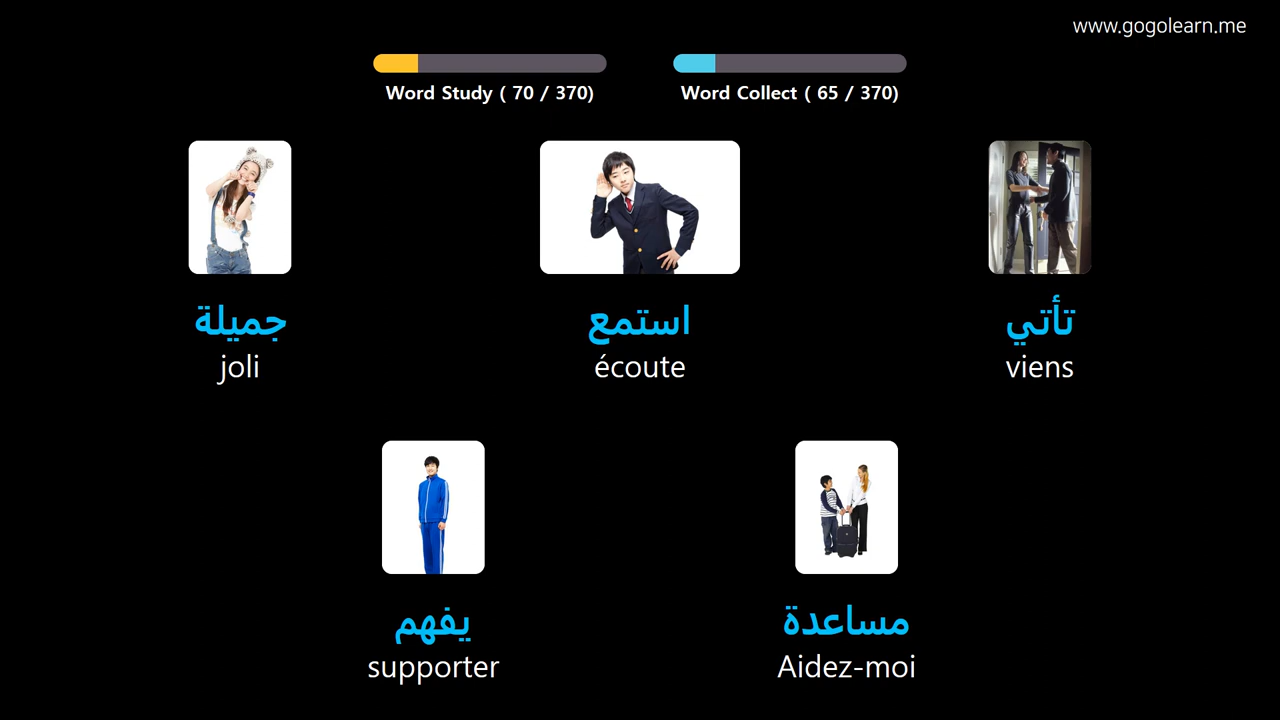 www.gogolearn.me
Word Study ( 70 / 370)
Word Collect ( 65 / 370)
جميلة
joli
استمع
écoute
تأتي
viens
يفهم
supporter
مساعدة
Aidez-moi